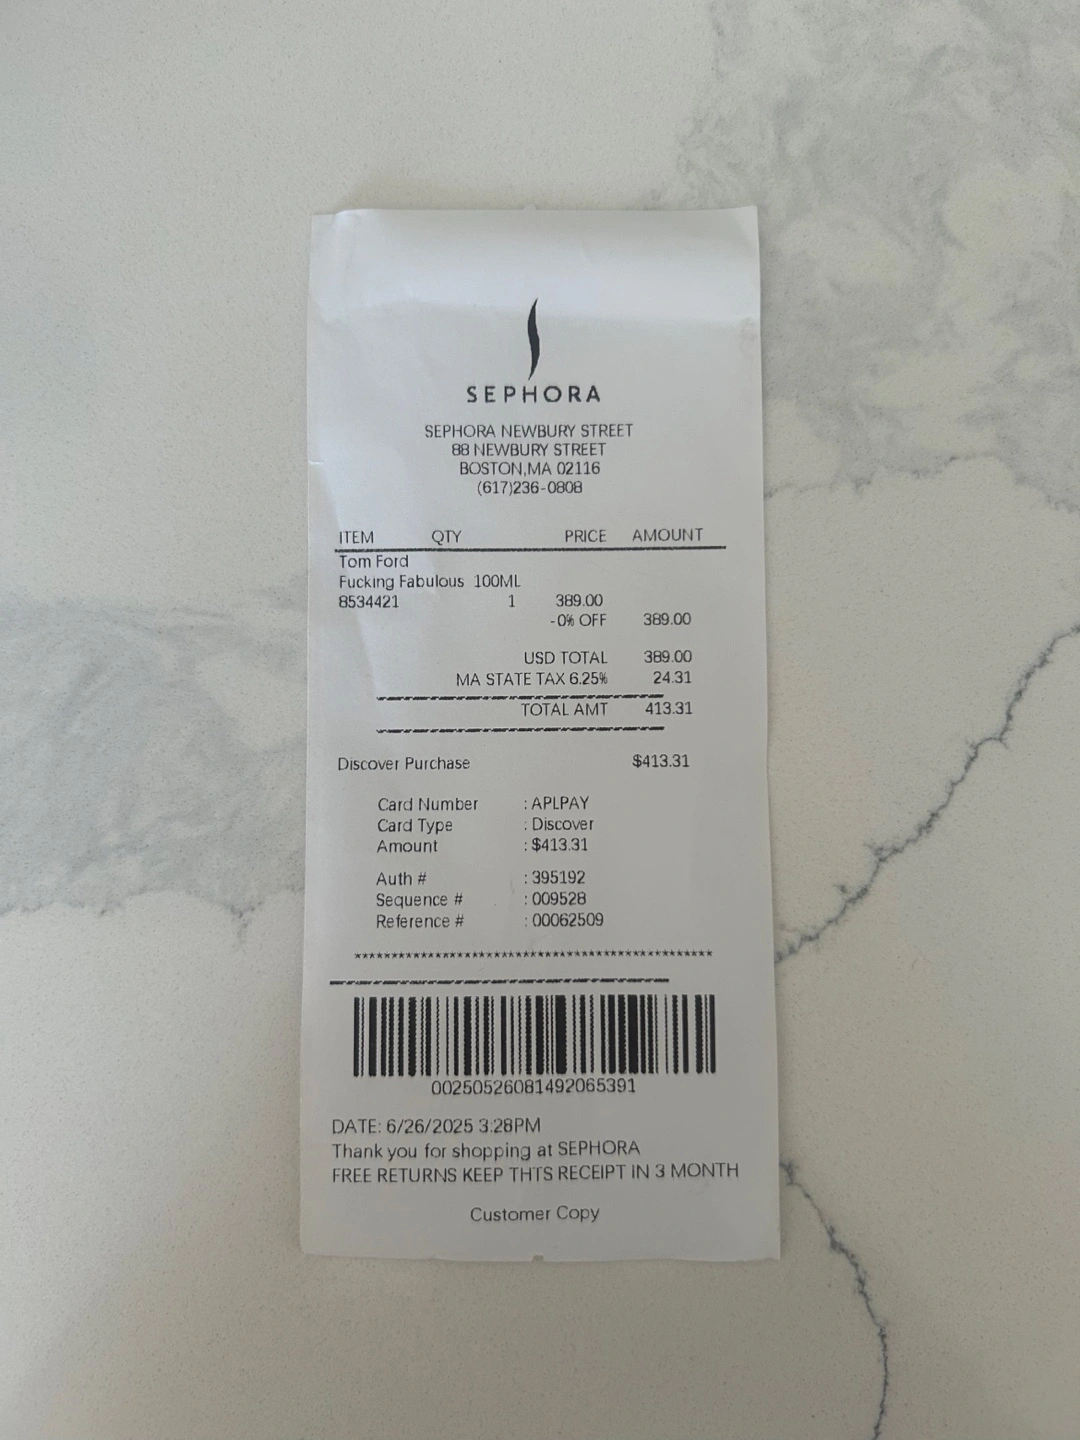 SEPHORA
SEPHORA NEWBURY STREET
88 NEWBURY STREET
BOSTON,MA 02116
(617)236-0808
ITEM QTY PRICE AMOUNT
Tom Ford
Fucking Fabulous 100ML
8534421 1 389.00
-0% OFF 389.00
USD TOTAL 389.00
MA STATE TAX 6.25% 24.31
TOTAL AMT 413.31
Discover Purchase $413.31
Card Number : APLPAY
Card Type : Discover
Amount : $413.31
Auth # : 395192
Sequence # : 009528
Reference # : 00062509
************************************************
00250526081492065391
DATE: 6/26/2025 3:28PM
Thank you for shopping at SEPHORA
FREE RETURNS KEEP THTS RECEIPT IN 3 MONTH
Customer Copy